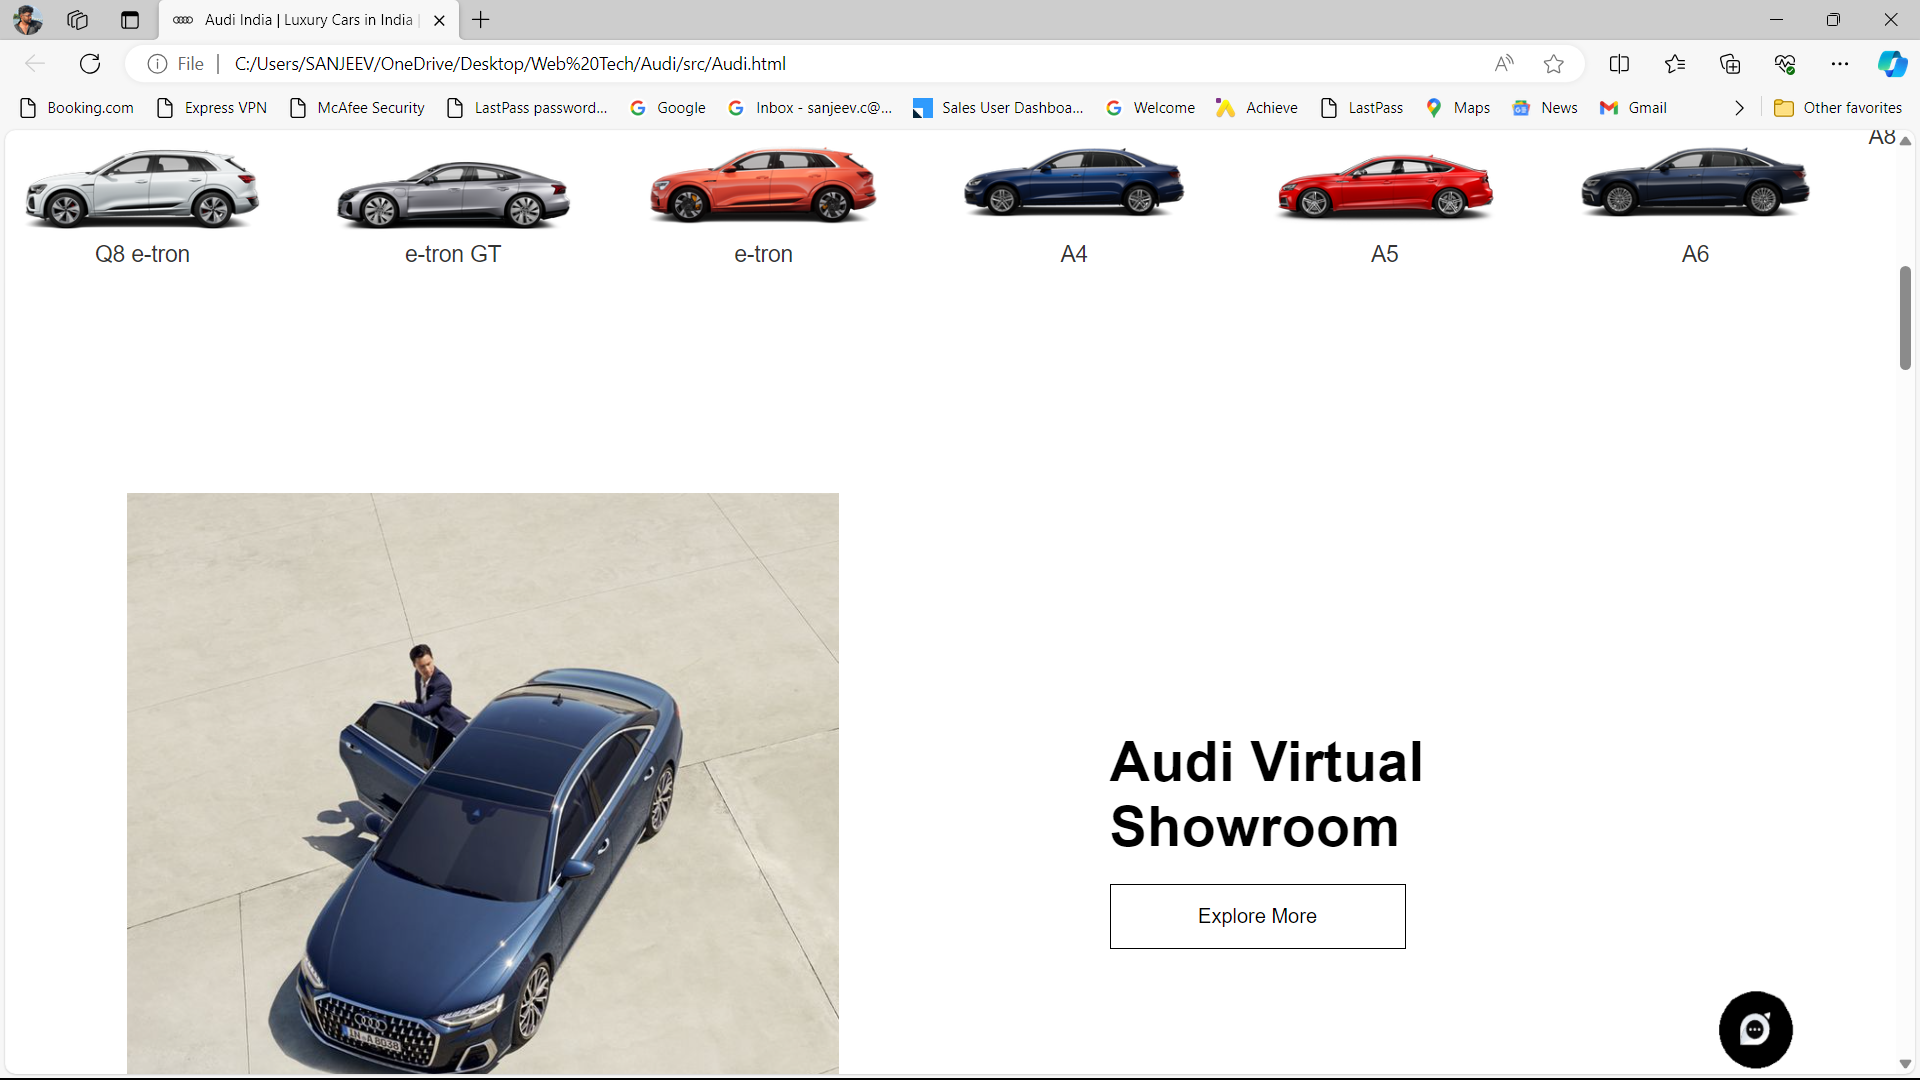 Audi India | Luxury Cars in India |
File
C:/Users/SANJEEV/OneDrive/Desktop/Web%20Tech/Audi/src/Audi.html
Booking.com Express VPN McAfee Security LastPass password... Google Inbox - sanjeev.c@... Sales User Dashboa... Welcome Achieve LastPass Maps News Gmail Other favorites
A8
Q8 e-tron e-tron GT e-tron A4 A5 A6
Audi Virtual
Showroom
Explore More
IN·A 8038